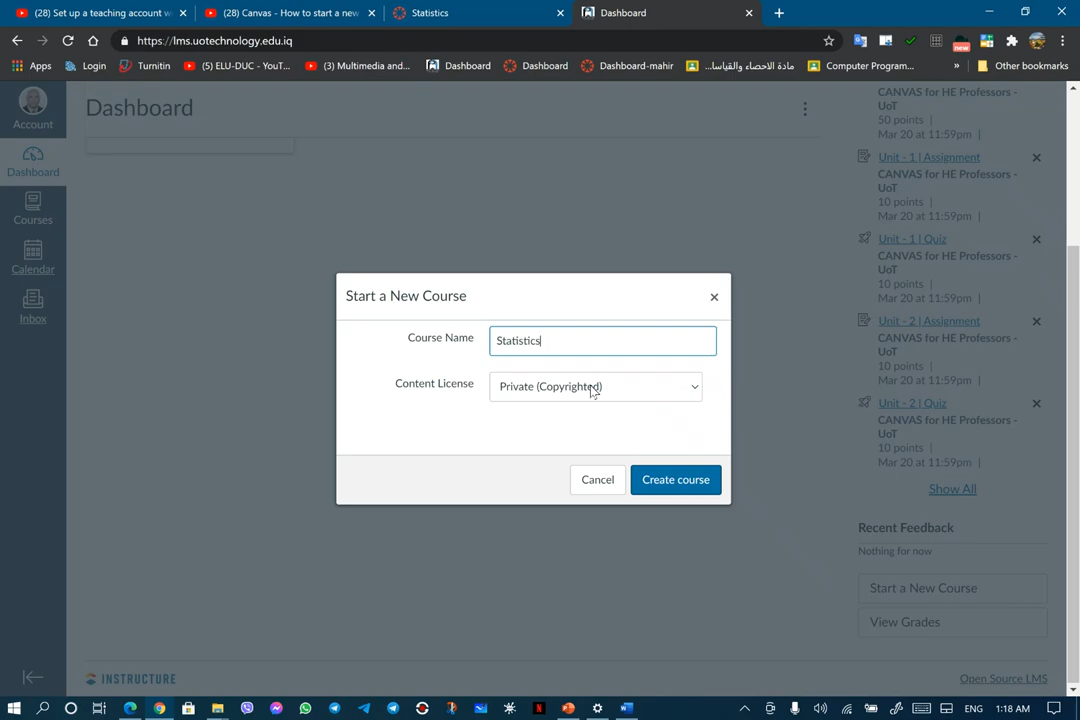 (28) Set up a teaching account w
(28) Canvas - How to start a new
Statistics
Dashboard
https://lms.uotechnology.edu.iq
new
Apps
Login
Turnitin
(5) ELU-DUC - YouT...
(3) Multimedia and...
Dashboard
Dashboard
Dashboard-mahir
مادة الاحصاء والقياسا...
Computer Program...
»
Other bookmarks
Account
Dashboard
Courses
Calendar
Inbox
Dashboard
CANVAS for HE Professors -
UoT
50 points |
Mar 20 at 11:59pm |
Unit - 1 | Assignment
CANVAS for HE Professors -
UoT
10 points |
Mar 20 at 11:59pm |
Unit - 1 | Quiz
CANVAS for HE Professors -
UoT
10 points |
Mar 20 at 11:59pm |
Unit - 2 | Assignment
CANVAS for HE Professors -
UoT
10 points |
Mar 20 at 11:59pm |
Unit - 2 | Quiz
CANVAS for HE Professors -
UoT
10 points |
Mar 20 at 11:59pm |
Show All
Recent Feedback
Nothing for now
Start a New Course
View Grades
Start a New Course
Course Name
Statistics
Content License
Private (Copyrighted)
Cancel
Create course
INSTRUCTURE
Open Source LMS
ENG
1:18 AM